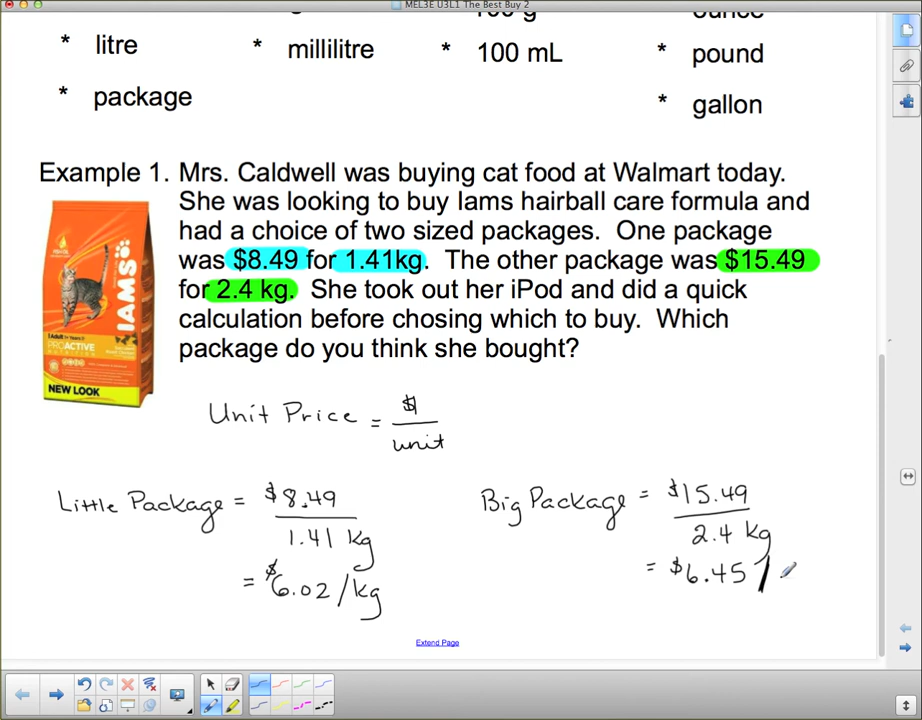 MEL3E U3L1 The Best Buy 2
100 g
ounce
* litre * millilitre * 100 mL * pound
* package * gallon
Example 1. Mrs. Caldwell was buying cat food at Walmart today.
She was looking to buy Iams hairball care formula and
had a choice of two sized packages. One package
was $8.49 for 1.41kg. The other package was $15.49
for 2.4 kg. She took out her iPod and did a quick
calculation before chosing which to buy. Which
package do you think she bought?
IAMS
PROACTIVE
NEW LOOK
Unit Price = $
unit
Little Package = $8.49
1.41 kg
= $6.02/kg
Big Package = $15.49
2.4 kg
= $6.45/
Extend Page